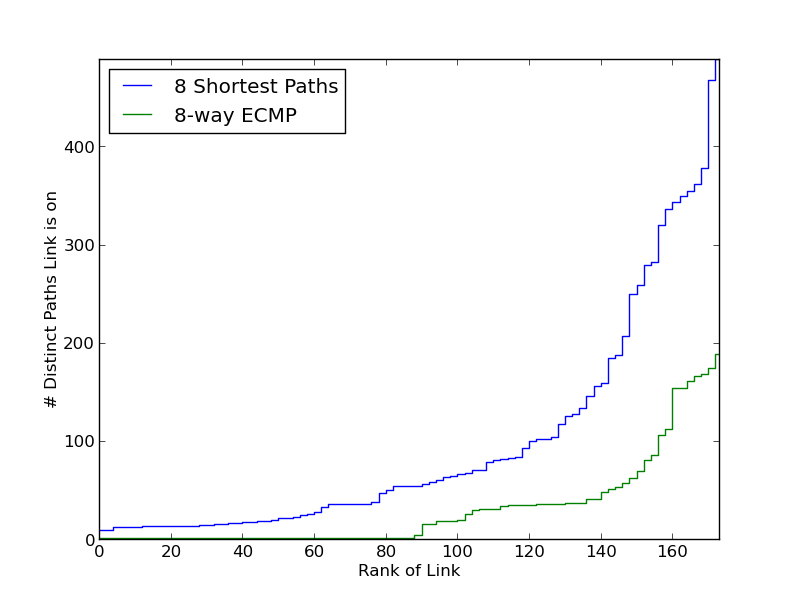 8 Shortest Paths
8-way ECMP
# Distinct Paths Link is on
400
300
200
100
0
0 20 40 60 80 100 120 140 160
Rank of Link